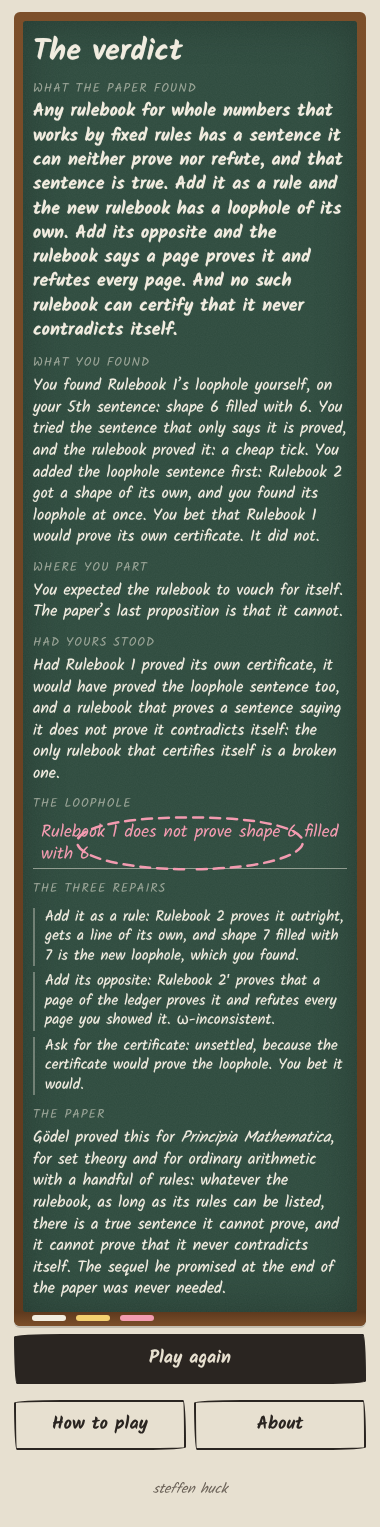 The verdict
WHAT THE PAPER FOUND
Any rulebook for whole numbers that
works by fixed rules has a sentence it
can neither prove nor refute, and that
sentence is true. Add it as a rule and
the new rulebook has a loophole of its
own. Add its opposite and the
rulebook says a page proves it and
refutes every page. And no such
rulebook can certify that it never
contradicts itself.
WHAT YOU FOUND
You found Rulebook I's loophole yourself, on
your 5th sentence: shape 6 filled with 6. You
tried the sentence that only says it is proved,
and the rulebook proved it: a cheap tick. You
added the loophole sentence first: Rulebook 2
got a shape of its own, and you found its
loophole at once. You bet that Rulebook 1
would prove its own certificate. It did not.
WHERE YOU PART
You expected the rulebook to vouch for itself.
The paper's last proposition is that it cannot.
HAD YOURS STOOD
Had Rulebook 1 proved its own certificate, it
would have proved the loophole sentence too,
and a rulebook that proves a sentence saying
it does not prove it contradicts itself: the
only rulebook that certifies itself is a broken
one.
THE LOOPHOLE
Rulebook 1 does not prove shape 6 filled
with 6
THE THREE REPAIRS
Add it as a rule: Rulebook 2 proves it outright,
gets a line of its own, and shape 7 filled with
7 is the new loophole, which you found.
Add its opposite: Rulebook 2' proves that a
page of the ledger proves it and refutes every
page you showed it. ω-inconsistent.
Ask for the certificate: unsettled, because the
certificate would prove the loophole. You bet it
would.
THE PAPER
Gödel proved this for Principia Mathematica,
for set theory and for ordinary arithmetic
with a handful of rules: whatever the
rulebook, as long as its rules can be listed,
there is a true sentence it cannot prove, and
it cannot prove that it never contradicts
itself. The sequel he promised at the end of
the paper was never needed.
Play again
How to play
About
steffen huck